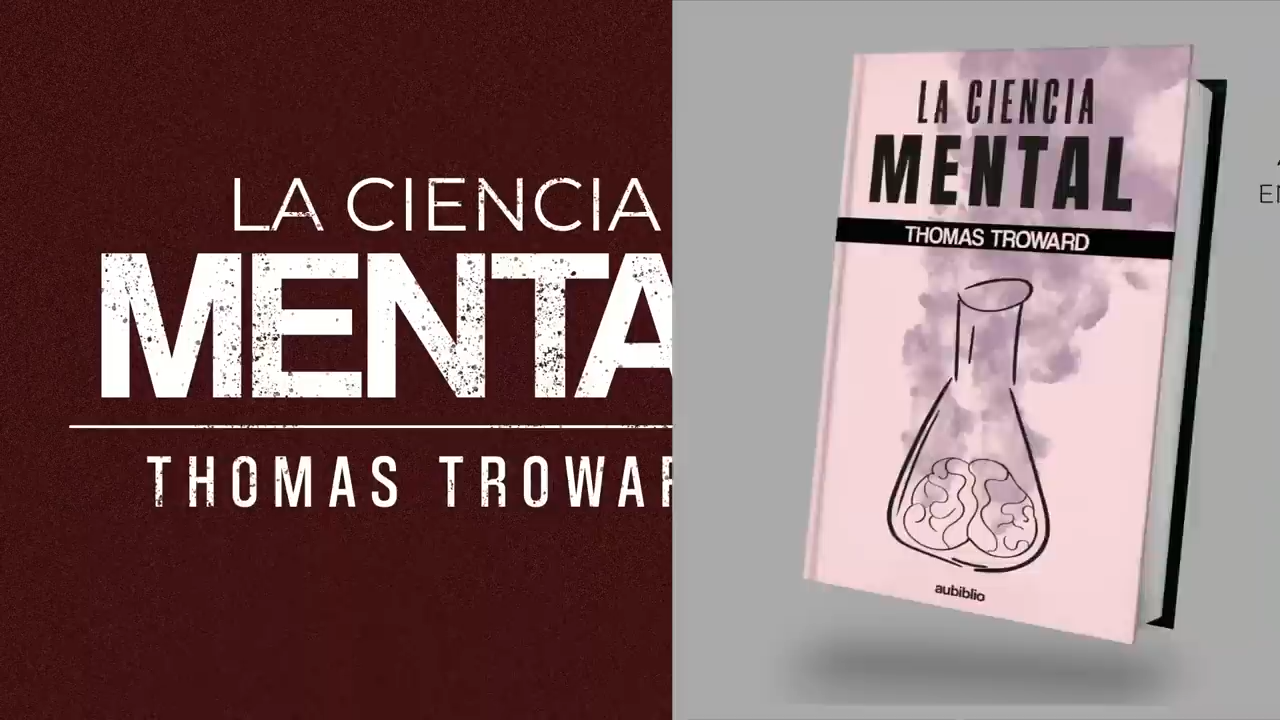 LA CIENCIA
MENTA
THOMAS TROWAR
LA CIENCIA
MENTAL
THOMAS TROWARD
aubiblio